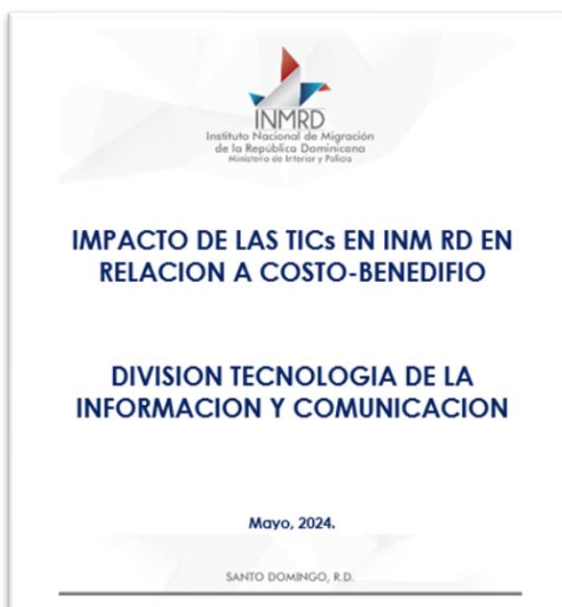 INMRD
Instituto Nacional de Migración
de la República Dominicana
Ministerio de Interior y Policía
IMPACTO DE LAS TICs EN INM RD EN
RELACION A COSTO-BENEDIFIO
DIVISION TECNOLOGIA DE LA
INFORMACION Y COMUNICACION
Mayo, 2024.
SANTO DOMINGO, R.D.